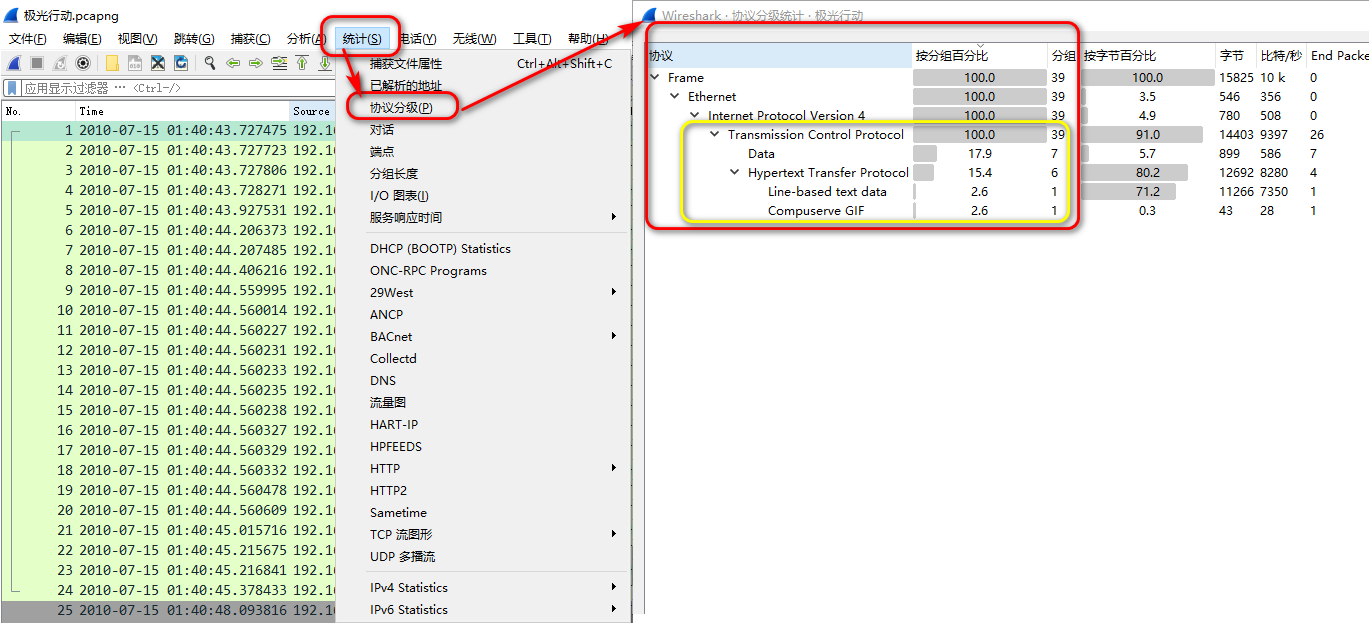 极光行动.pcapng
文件(F) 编辑(E) 视图(V) 跳转(G) 捕获(C) 分析(A) 统计(S) 电话(Y) 无线(W) 工具(T) 帮助(H)
应用显示过滤器 … <Ctrl-/>
No. Time Source
1 2010-07-15 01:40:43.727475 192.16
2 2010-07-15 01:40:43.727723 192.16
3 2010-07-15 01:40:43.727806 192.16
4 2010-07-15 01:40:43.728271 192.16
5 2010-07-15 01:40:43.927531 192.16
6 2010-07-15 01:40:44.206373 192.16
7 2010-07-15 01:40:44.207485 192.16
8 2010-07-15 01:40:44.406216 192.16
9 2010-07-15 01:40:44.559995 192.16
10 2010-07-15 01:40:44.560014 192.16
11 2010-07-15 01:40:44.560227 192.16
12 2010-07-15 01:40:44.560231 192.16
13 2010-07-15 01:40:44.560233 192.16
14 2010-07-15 01:40:44.560235 192.16
15 2010-07-15 01:40:44.560238 192.16
16 2010-07-15 01:40:44.560327 192.16
17 2010-07-15 01:40:44.560329 192.16
18 2010-07-15 01:40:44.560332 192.16
19 2010-07-15 01:40:44.560478 192.16
20 2010-07-15 01:40:44.560609 192.16
21 2010-07-15 01:40:45.015716 192.16
22 2010-07-15 01:40:45.215675 192.16
23 2010-07-15 01:40:45.216841 192.16
24 2010-07-15 01:40:45.378433 192.16
25 2010-07-15 01:40:48.093816 192.16
捕获文件属性 Ctrl+Alt+Shift+C
已解析的地址
协议分级(P)
对话
端点
分组长度
I/O 图表(I)
服务响应时间
DHCP (BOOTP) Statistics
ONC-RPC Programs
29West
ANCP
BACnet
Collectd
DNS
流量图
HART-IP
HPFEEDS
HTTP
HTTP2
Sametime
TCP 流图形
UDP 多播流
IPv4 Statistics
IPv6 Statistics
Wireshark · 协议分级统计 · 极光行动
协议 按分组百分比 分组 按字节百分比 字节 比特/秒 End Packe
Frame 100.0 39 100.0 15825 10 k 0
Ethernet 100.0 39 3.5 546 356 0
Internet Protocol Version 4 100.0 39 4.9 780 508 0
Transmission Control Protocol 100.0 39 91.0 14403 9397 26
Data 17.9 7 5.7 899 586 7
Hypertext Transfer Protocol 15.4 6 80.2 12692 8280 4
Line-based text data 2.6 1 71.2 11266 7350 1
Compuserve GIF 2.6 1 0.3 43 28 1